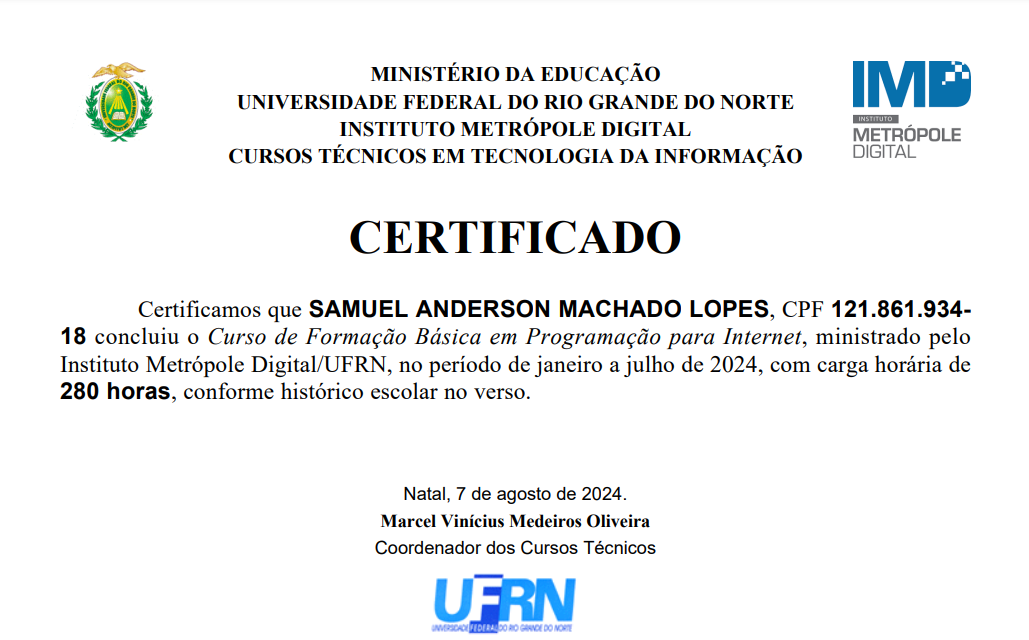 MINISTÉRIO DA EDUCAÇÃO
UNIVERSIDADE FEDERAL DO RIO GRANDE DO NORTE
INSTITUTO METRÓPOLE DIGITAL
CURSOS TÉCNICOS EM TECNOLOGIA DA INFORMAÇÃO
IMD
INSTITUTO
METRÓPOLE
DIGITAL
CERTIFICADO
Certificamos que SAMUEL ANDERSON MACHADO LOPES, CPF 121.861.934-
18 concluiu o Curso de Formação Básica em Programação para Internet, ministrado pelo
Instituto Metrópole Digital/UFRN, no período de janeiro a julho de 2024, com carga horária de
280 horas, conforme histórico escolar no verso.
Natal, 7 de agosto de 2024.
Marcel Vinícius Medeiros Oliveira
Coordenador dos Cursos Técnicos
UFRN
UNIVERSIDADE FEDERAL DO RIO GRANDE DO NORTE